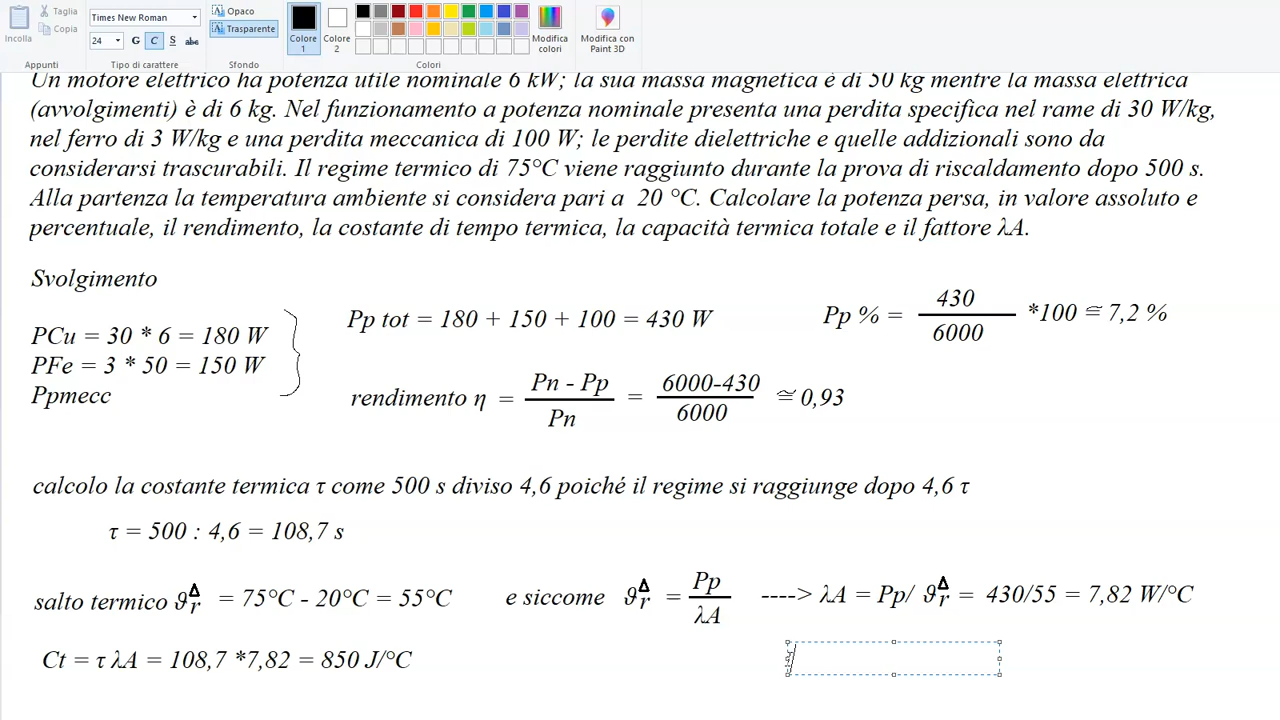 Incolla
Taglia
Copia
Appunti
Times New Roman
24 G C S abc
Tipo di carattere
Opaco
Trasparente
Sfondo
Colore 1
Colore 2
Colori
Modifica colori
Modifica con Paint 3D
Un motore elettrico ha potenza utile nominale 6 kW; la sua massa magnetica è di 50 kg mentre la massa elettrica
(avvolgimenti) è di 6 kg. Nel funzionamento a potenza nominale presenta una perdita specifica nel rame di 30 W/kg,
nel ferro di 3 W/kg e una perdita meccanica di 100 W; le perdite dielettriche e quelle addizionali sono da
considerarsi trascurabili. Il regime termico di 75°C viene raggiunto durante la prova di riscaldamento dopo 500 s.
Alla partenza la temperatura ambiente si considera pari a 20 °C. Calcolare la potenza persa, in valore assoluto e
percentuale, il rendimento, la costante di tempo termica, la capacità termica totale e il fattore λA.
Svolgimento
PCu = 30 * 6 = 180 W
PFe = 3 * 50 = 150 W
Ppmecc
Pp tot = 180 + 150 + 100 = 430 W
Pp % = 430 / 6000 *100 ≅ 7,2 %
rendimento η = Pn - Pp / Pn = 6000-430 / 6000 ≅ 0,93
calcolo la costante termica τ come 500 s diviso 4,6 poiché il regime si raggiunge dopo 4,6 τ
τ = 500 : 4,6 = 108,7 s
salto termico ϑ Δ r = 75°C - 20°C = 55°C e siccome ϑ Δ r = Pp / λA ----> λA = Pp/ ϑ Δ r = 430/55 = 7,82 W/°C
Ct = τ λA = 108,7 *7,82 = 850 J/°C